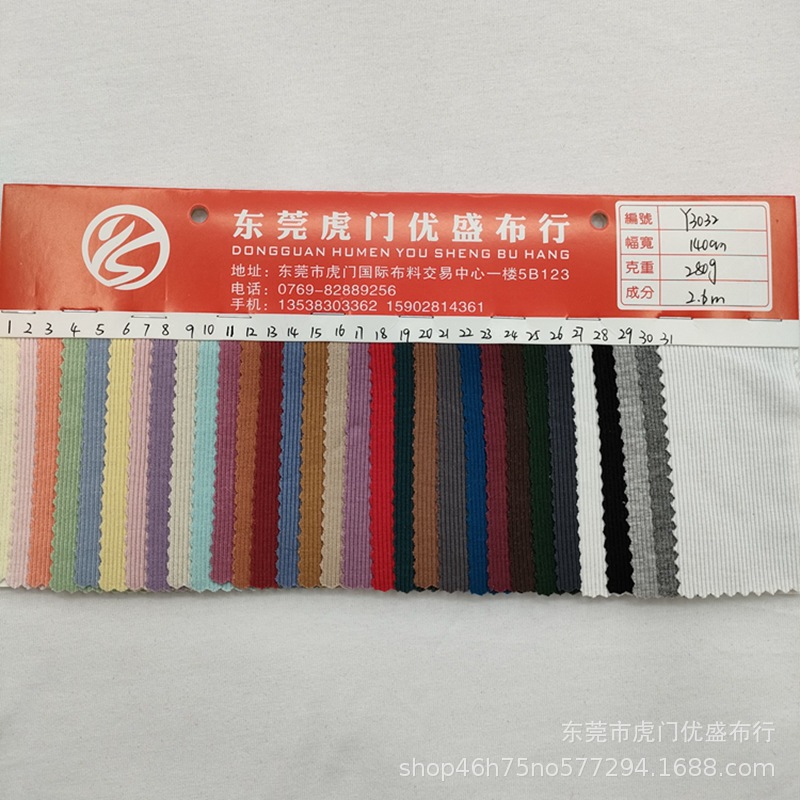 东莞虎门优盛布行
DONGGUAN HUMEN YOU SHENG BU HANG
地址：东莞市虎门国际布料交易中心一楼5B123
电话：0769-82889256
手机：13538303362 15902814361
編號 Y3032
幅寬 140cm
克重 280g
成分 2.6m
1 2 3 4 5 6 7 8 9 10 11 12 13 14 15 16 17 18 19 20 21 22 23 24 25 26 27 28 29 30 31
东莞市虎门优盛布行
shop46h75no577294.1688.com